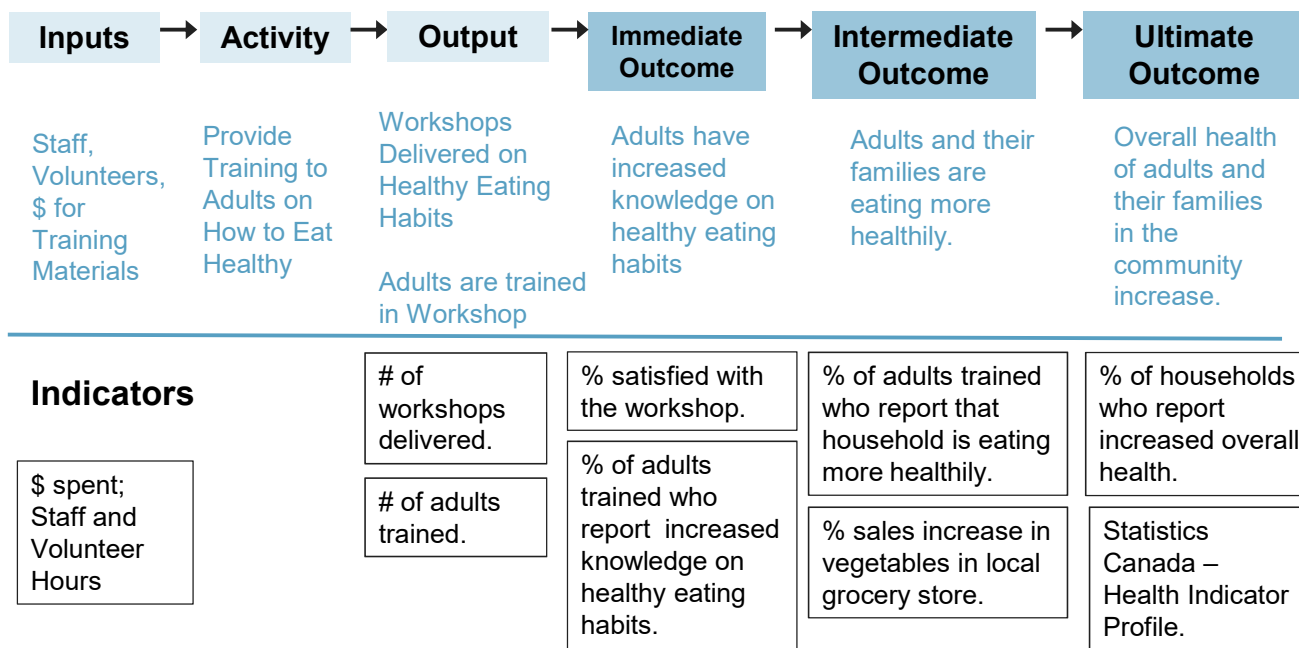 Inputs
Activity
Output
Immediate
Outcome
Intermediate
Outcome
Ultimate
Outcome
Staff,
Volunteers,
$ for
Training
Materials
Provide
Training to
Adults on
How to Eat
Healthy
Workshops
Delivered on
Healthy Eating
Habits
Adults are trained
in Workshop
Adults have
increased
knowledge on
healthy eating
habits
Adults and their
families are
eating more
healthily.
Overall health
of adults and
their families
in the
community
increase.
Indicators
$ spent;
Staff and
Volunteer
Hours
# of
workshops
delivered.
# of adults
trained.
% satisfied with
the workshop.
% of adults
trained who
report increased
knowledge on
healthy eating
habits.
% of adults trained
who report that
household is eating
more healthily.
% sales increase in
vegetables in local
grocery store.
% of households
who report
increased overall
health.
Statistics
Canada –
Health Indicator
Profile.